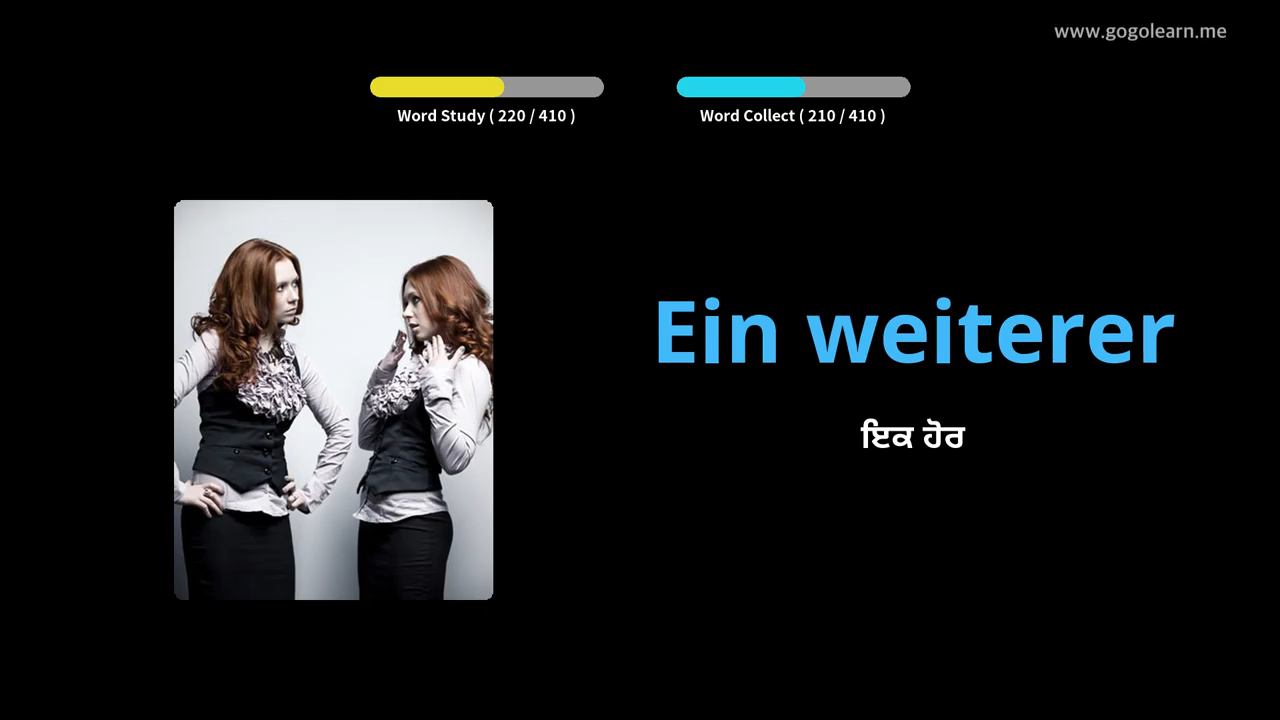 www.gogolearn.me
Word Study ( 220 / 410 )
Word Collect ( 210 / 410 )
Ein weiterer
ਇਕ ਹੋਰ